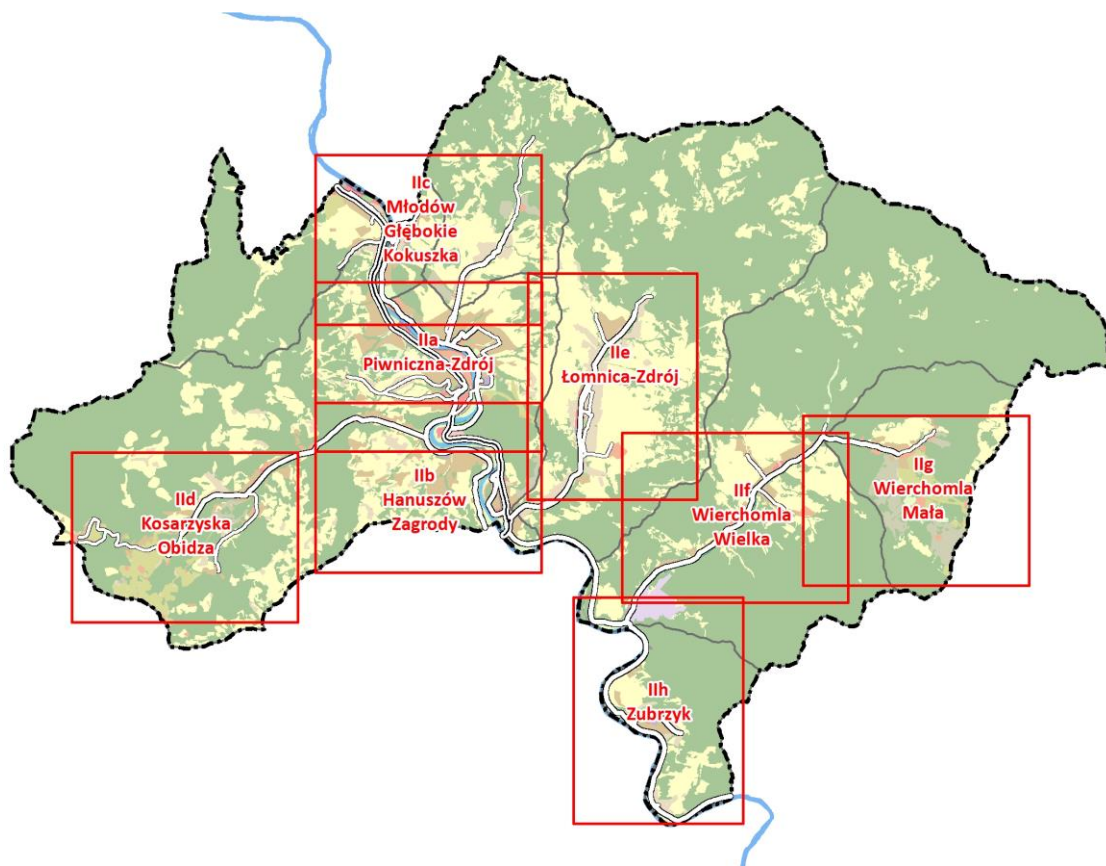 IIc
Młodów
Głębokie
Kokuszka
IIa
Piwniczna-Zdrój
IIe
Łomnica-Zdrój
IIb
Hanuszów
Zagrody
IId
Kosarzyska
Obidza
IIf
Wierchomla
Wielka
IIg
Wierchomla
Mała
IIh
Zubrzyk